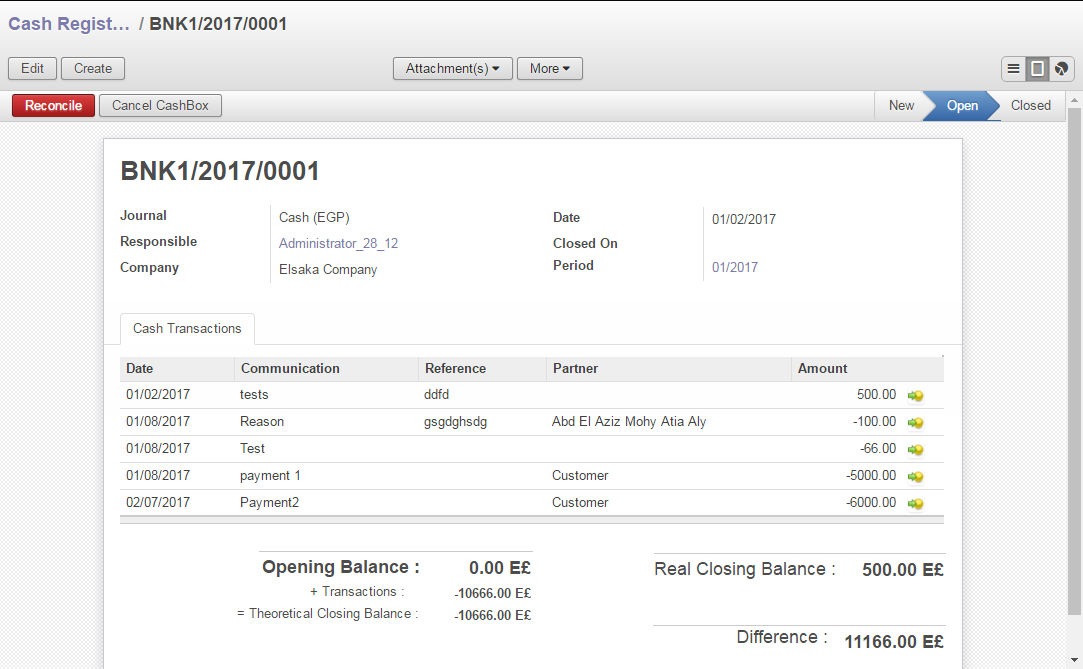 Cash Regist... / BNK1/2017/0001
Edit Create Attachment(s) More
Reconcile Cancel CashBox New Open Closed
BNK1/2017/0001
Journal Cash (EGP) Date 01/02/2017
Responsible Administrator_28_12 Closed On
Company Elsaka Company Period 01/2017
Cash Transactions
Date Communication Reference Partner Amount
01/02/2017 tests ddfd 500.00
01/08/2017 Reason gsgdghsdg Abd El Aziz Mohy Atia Aly -100.00
01/08/2017 Test -66.00
01/08/2017 payment 1 Customer -5000.00
02/07/2017 Payment2 Customer -6000.00
Opening Balance : 0.00 E£ Real Closing Balance : 500.00 E£
+ Transactions : -10666.00 E£
= Theoretical Closing Balance : -10666.00 E£
Difference : 11166.00 E£